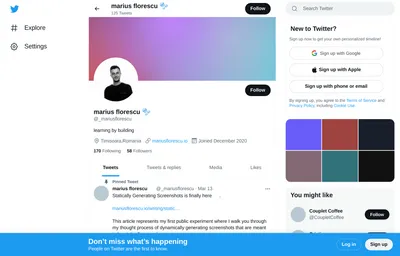 marius florescu
120 Tweets
Follow
Search Twitter
Explore
Settings
New to Twitter?
Sign up now to get your own personalized timeline!
Sign up with Google
Sign up with Apple
Sign up with phone or email
By signing up, you agree to the Terms of Service and
Privacy Policy, including Cookie Use.
Follow
marius florescu
@_mariusflorescu
learning by building
Timisoara,Romania mariusflorescu.io Joined December 2020
170 Following 58 Followers
Tweets Tweets & replies Media Likes
Pinned Tweet
marius florescu @_mariusflorescu · Mar 13
Statically Generating Screenshots is finally here
This article represents my first public experiment where I walk you through
my thought process of dynamically generating screenshots that are meant
You might like
Couplet Coffee
@CoupletCoffee
Follow
Don't miss what's happening
People on Twitter are the first to know.
Log in
Sign up